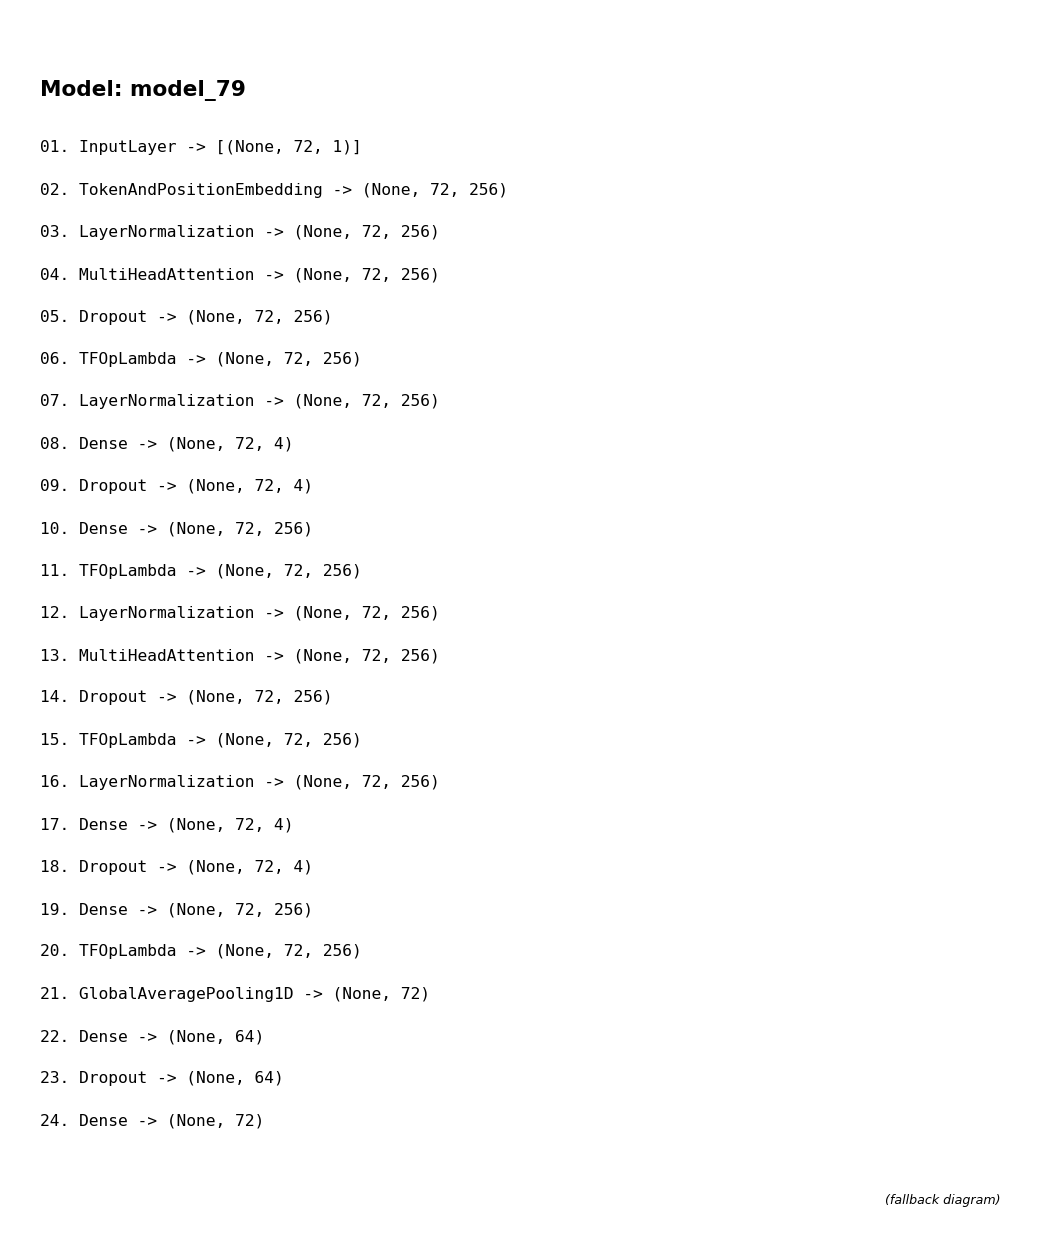 Model: model_79
01. InputLayer -> [(None, 72, 1)]
02. TokenAndPositionEmbedding -> (None, 72, 256)
03. LayerNormalization -> (None, 72, 256)
04. MultiHeadAttention -> (None, 72, 256)
05. Dropout -> (None, 72, 256)
06. TFOpLambda -> (None, 72, 256)
07. LayerNormalization -> (None, 72, 256)
08. Dense -> (None, 72, 4)
09. Dropout -> (None, 72, 4)
10. Dense -> (None, 72, 256)
11. TFOpLambda -> (None, 72, 256)
12. LayerNormalization -> (None, 72, 256)
13. MultiHeadAttention -> (None, 72, 256)
14. Dropout -> (None, 72, 256)
15. TFOpLambda -> (None, 72, 256)
16. LayerNormalization -> (None, 72, 256)
17. Dense -> (None, 72, 4)
18. Dropout -> (None, 72, 4)
19. Dense -> (None, 72, 256)
20. TFOpLambda -> (None, 72, 256)
21. GlobalAveragePooling1D -> (None, 72)
22. Dense -> (None, 64)
23. Dropout -> (None, 64)
24. Dense -> (None, 72)
(fallback diagram)